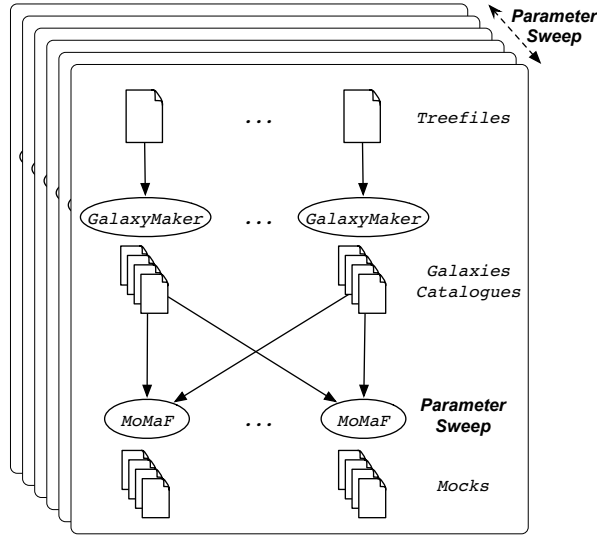 Parameter
Sweep
... Treefiles
GalaxyMaker ... GalaxyMaker
Galaxies
Catalogues
MoMaF ... MoMaF
Parameter
Sweep
Mocks